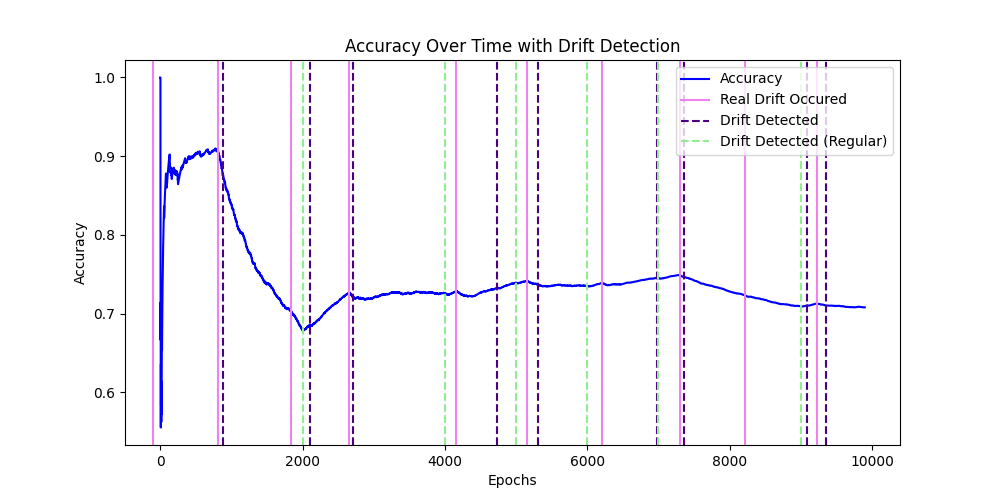 Accuracy Over Time with Drift Detection
Accuracy
Real Drift Occured
Drift Detected
Drift Detected (Regular)
1.0
0.9
0.8
0.7
0.6
Accuracy
0
2000
4000
6000
8000
10000
Epochs